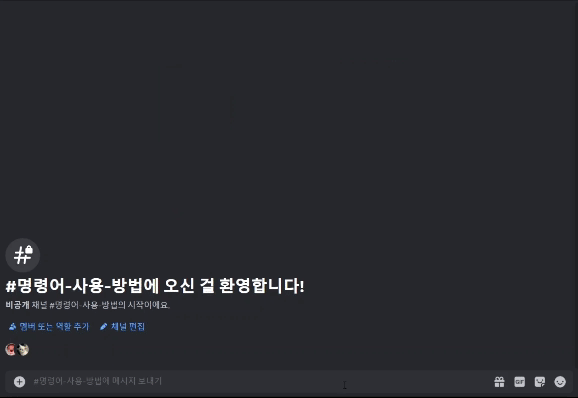 #명령어-사용-방법에 오신 걸 환영합니다!
비공개 채널 #명령어-사용-방법의 시작이에요.
멤버 또는 역할 추가 채널 편집
#명령어-사용-방법에 메시지 보내기
GIF